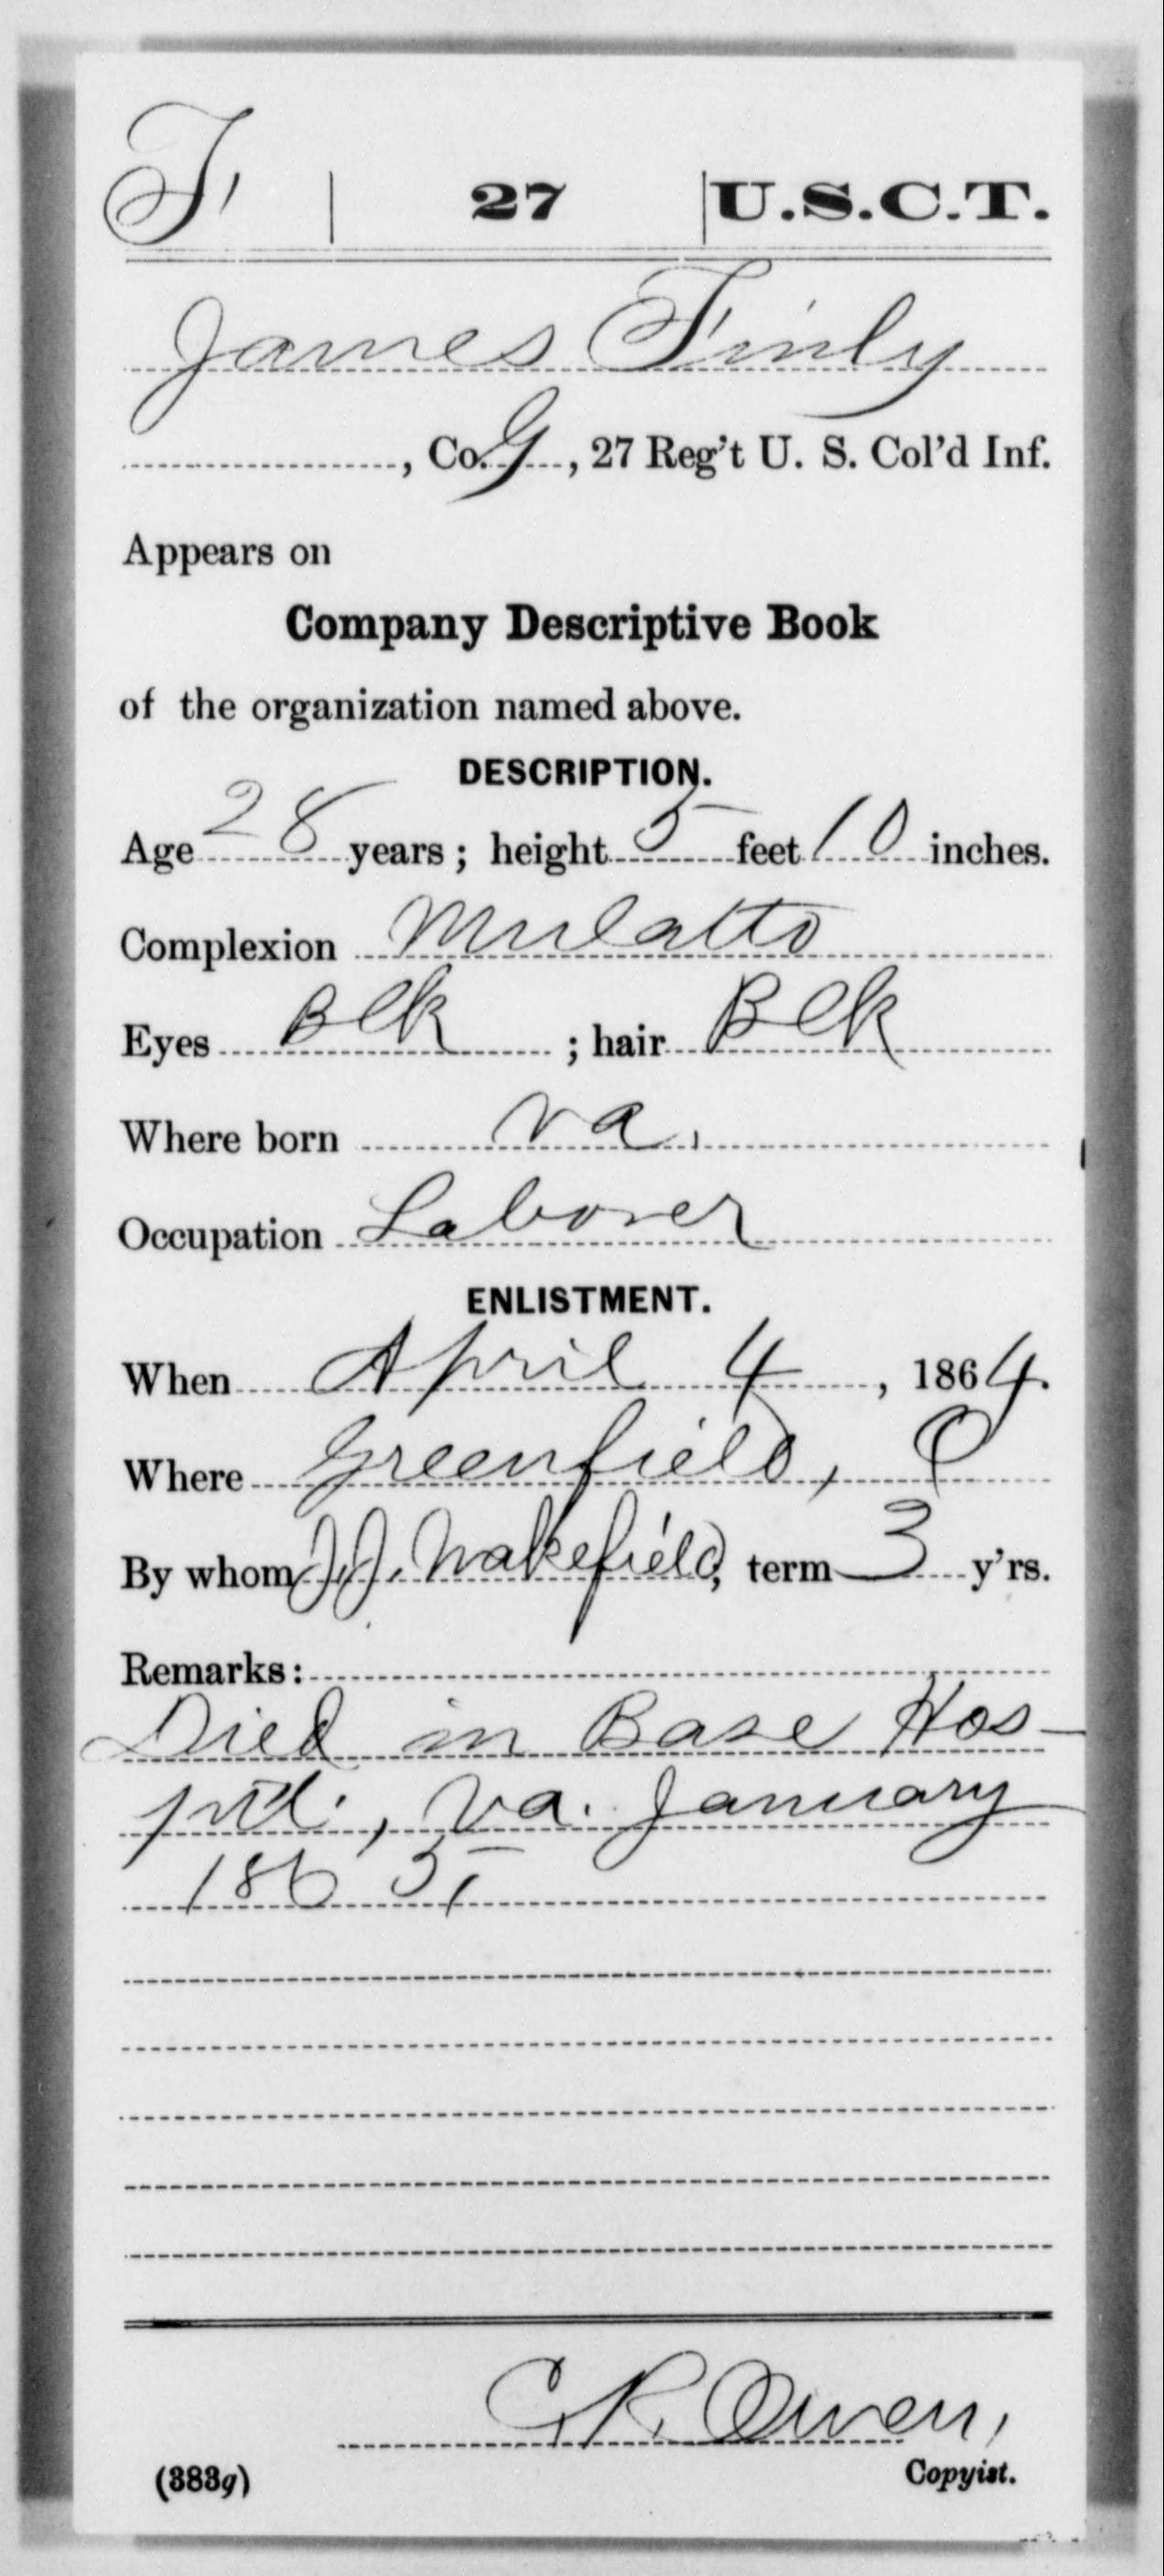 F | 27 | U.S.C.T.
James Finly
, Co. G, 27 Reg't U. S. Col'd Inf.
Appears on
Company Descriptive Book
of the organization named above.
DESCRIPTION.
Age 28 years; height 5 feet 10 inches.
Complexion Mulatto
Eyes Blk; hair Blk
Where born Va.
Occupation Laborer
ENLISTMENT.
When April 4, 1864.
Where Greenfield, O
By whom J.J. Wakefield, term 3 y'rs.
Remarks:
Died in Base Hos-
ptl., Va. January
1865,
C.R. Owen,
(383g) Copyist.